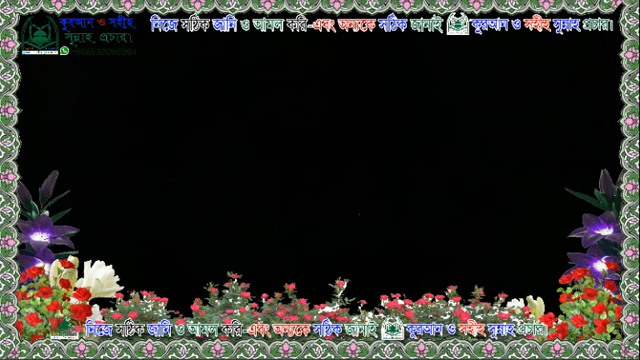 কুরআন ও সহীহ
সুন্নাহ প্রচার।
নিজে সঠিক জানি ও আমল করি-এবং অন্যকে সঠিক জানাই কুরআন ও সহীহ সুন্নাহ প্রচার।
নিজে সঠিক জানি ও আমল করি-এবং অন্যকে সঠিক জানাই কুরআন ও সহীহ সুন্নাহ প্রচার।